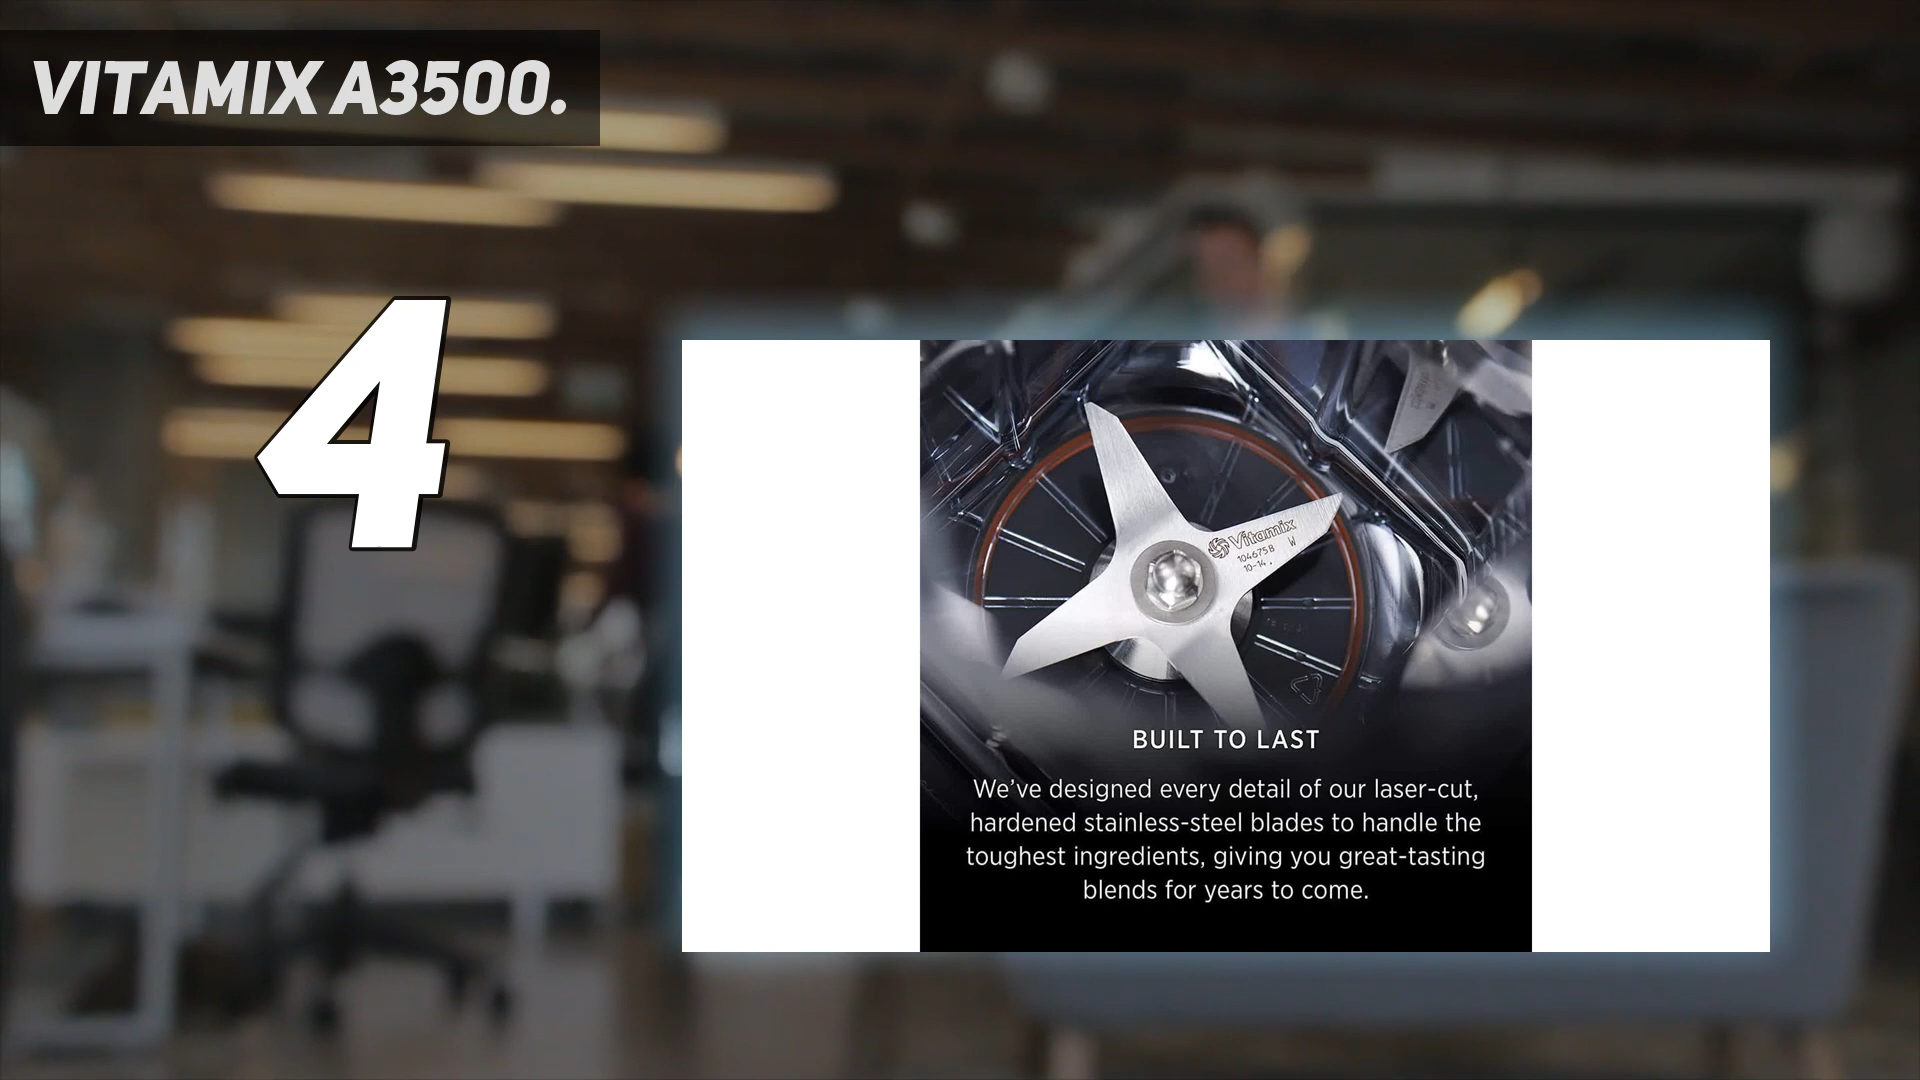 VITAMIX A3500.
4
Vitamix
1046758 W
10-14.
BUILT TO LAST
We've designed every detail of our laser-cut,
hardened stainless-steel blades to handle the
toughest ingredients, giving you great-tasting
blends for years to come.